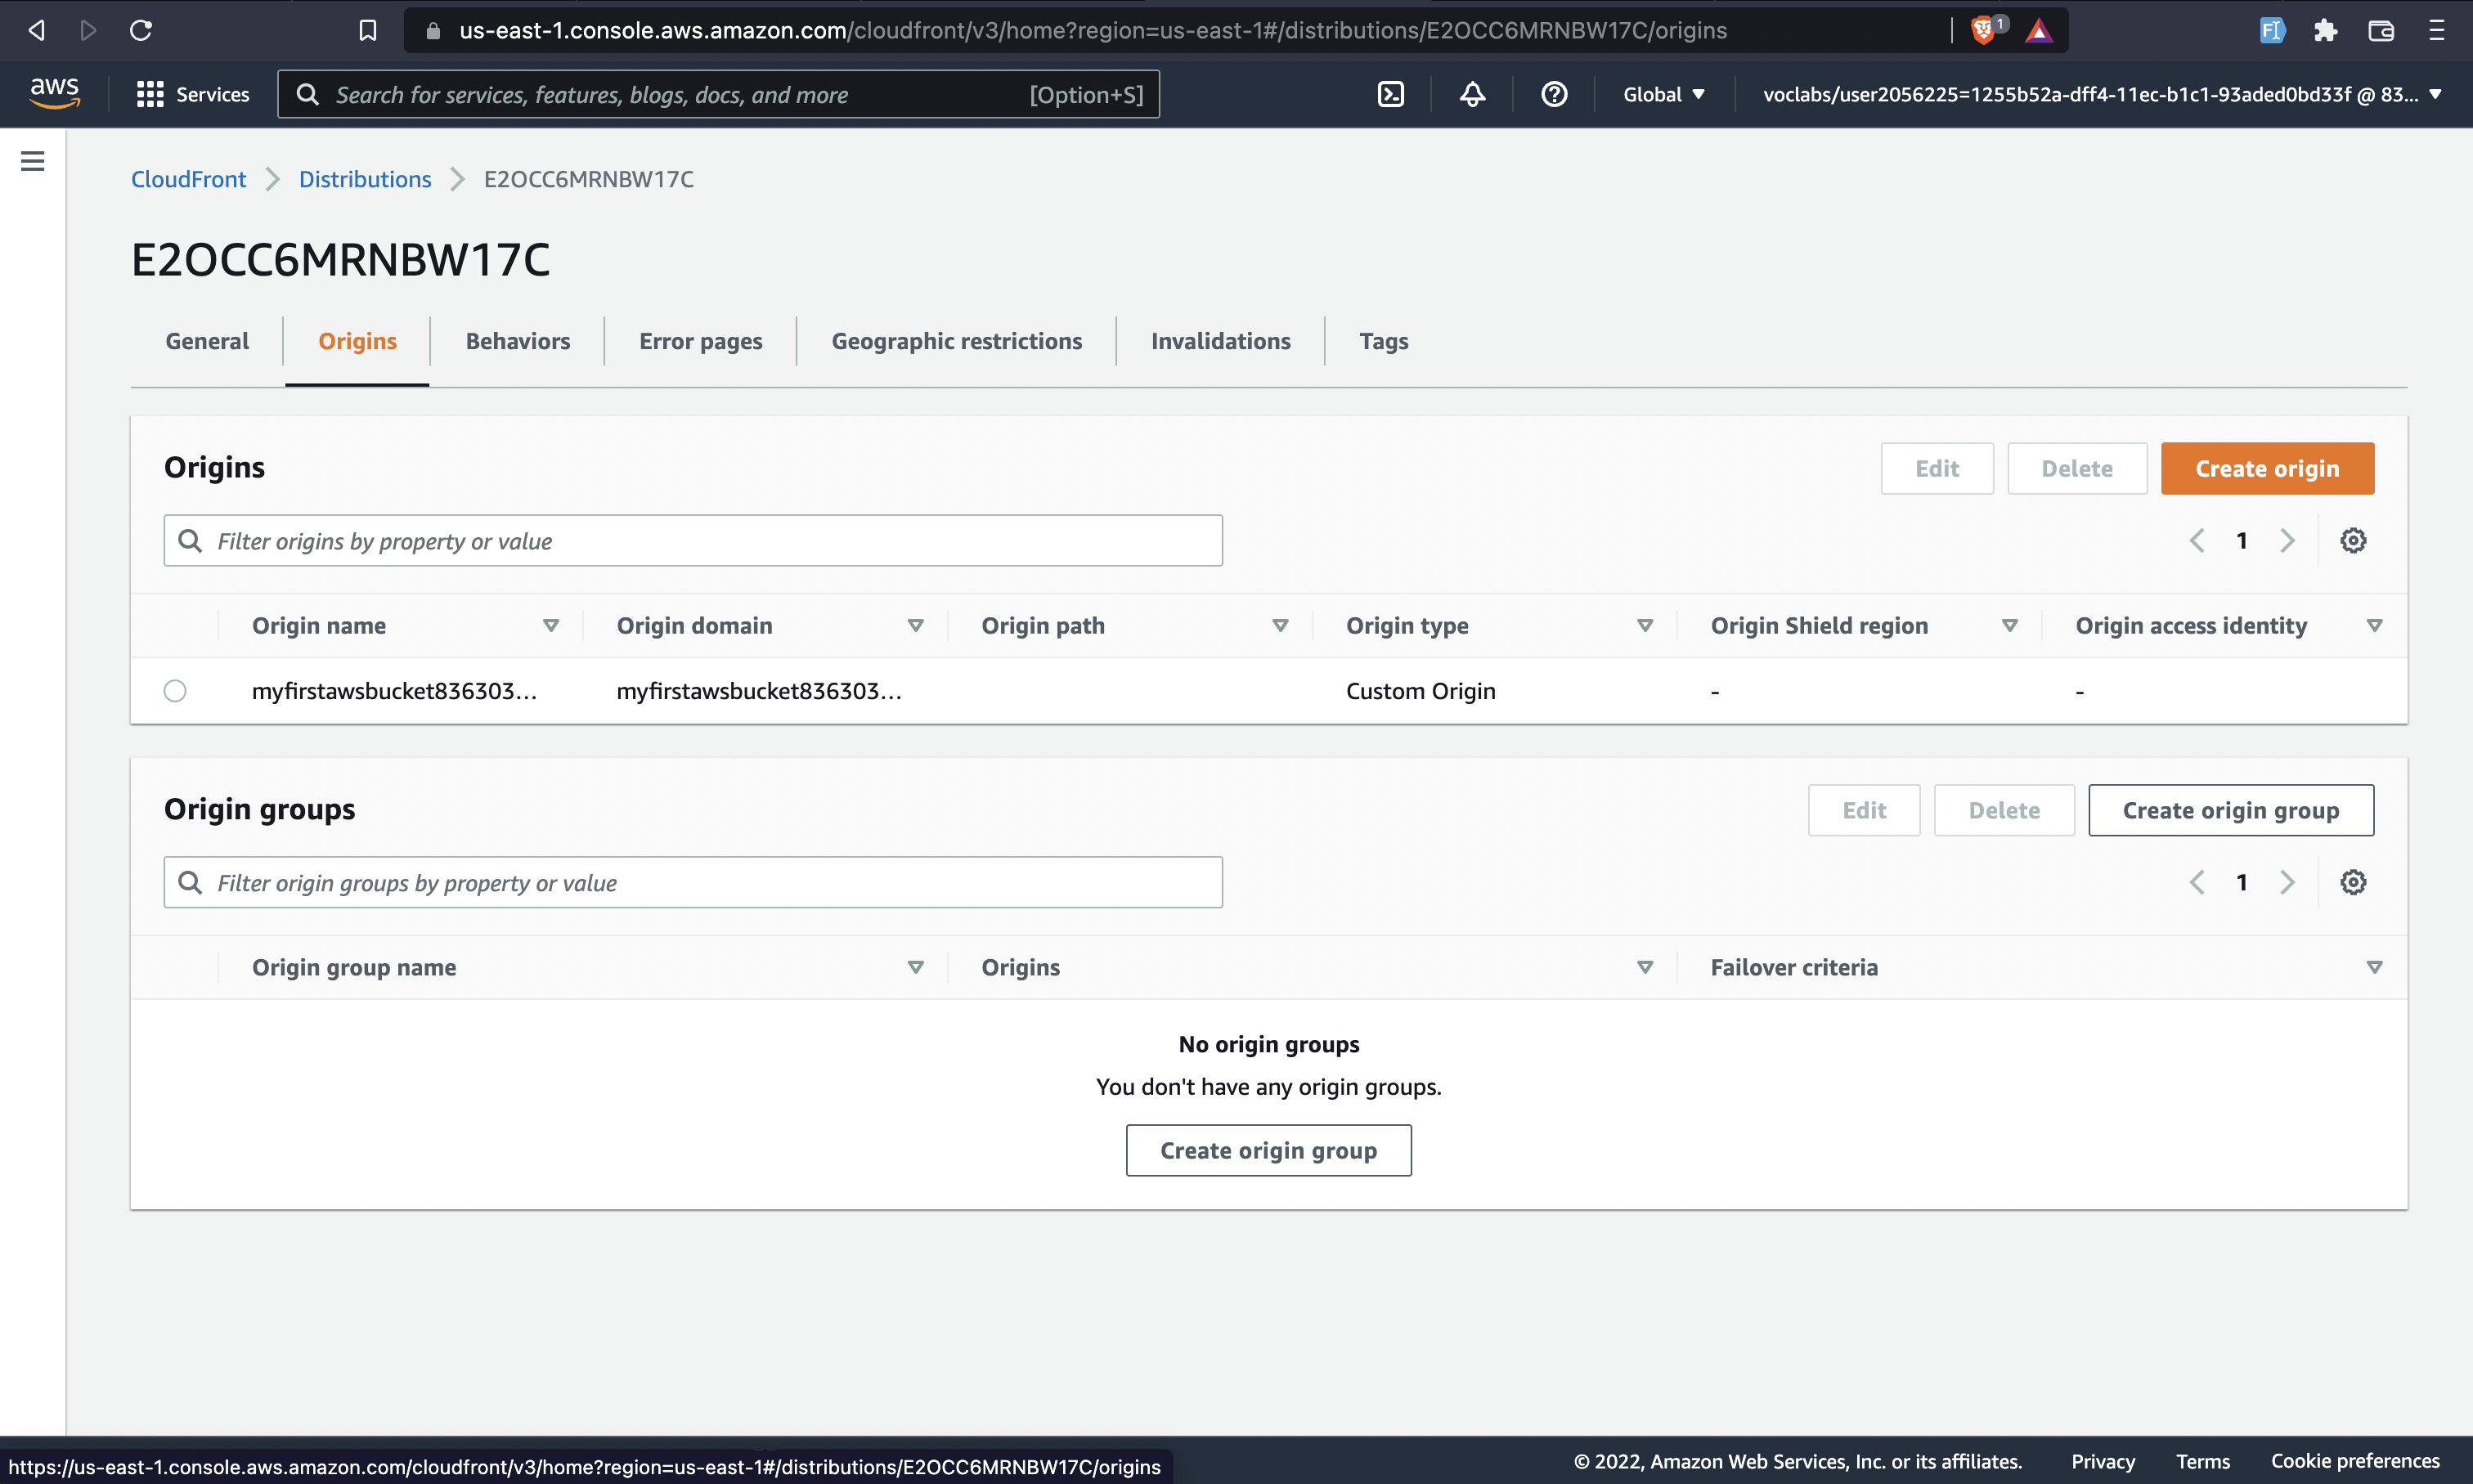 us-east-1.console.aws.amazon.com/cloudfront/v3/home?region=us-east-1#/distributions/E2OCC6MRNBW17C/origins
1
aws
Services
Search for services, features, blogs, docs, and more
[Option+S]
Global
voclabs/user2056225=1255b52a-dff4-11ec-b1c1-93aded0bd33f @ 83...
CloudFront
Distributions
E2OCC6MRNBW17C
E2OCC6MRNBW17C
General
Origins
Behaviors
Error pages
Geographic restrictions
Invalidations
Tags
Origins
Edit
Delete
Create origin
Filter origins by property or value
1
Origin name
Origin domain
Origin path
Origin type
Origin Shield region
Origin access identity
myfirstawsbucket836303...
myfirstawsbucket836303...
Custom Origin
-
-
Origin groups
Edit
Delete
Create origin group
Filter origin groups by property or value
1
Origin group name
Origins
Failover criteria
No origin groups
You don't have any origin groups.
Create origin group
https://us-east-1.console.aws.amazon.com/cloudfront/v3/home?region=us-east-1#/distributions/E2OCC6MRNBW17C/origins
© 2022, Amazon Web Services, Inc. or its affiliates.
Privacy
Terms
Cookie preferences